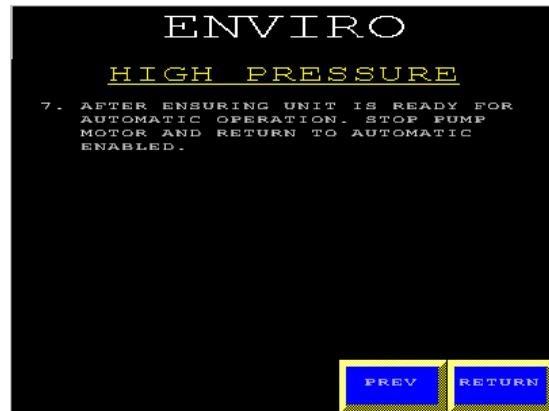 ENVIRO
HIGH PRESSURE
7. AFTER ENSURING UNIT IS READY FOR
AUTOMATIC OPERATION. STOP PUMP
MOTOR AND RETURN TO AUTOMATIC
ENABLED.
PREV RETURN